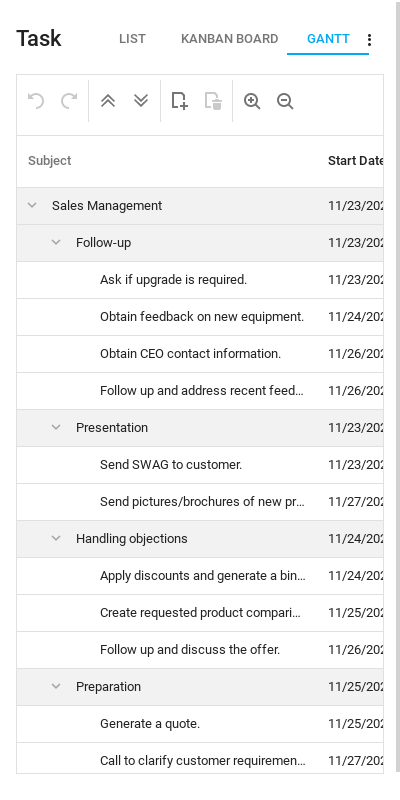 Task LIST KANBAN BOARD GANTT
Subject Start Date
Sales Management 11/23/202
Follow-up 11/23/202
Ask if upgrade is required. 11/23/202
Obtain feedback on new equipment. 11/24/202
Obtain CEO contact information. 11/26/202
Follow up and address recent feed... 11/26/202
Presentation 11/23/202
Send SWAG to customer. 11/23/202
Send pictures/brochures of new pr... 11/27/202
Handling objections 11/24/202
Apply discounts and generate a bin... 11/24/202
Create requested product compari... 11/25/202
Follow up and discuss the offer. 11/26/202
Preparation 11/25/202
Generate a quote. 11/25/202
Call to clarify customer requiremen... 11/27/202